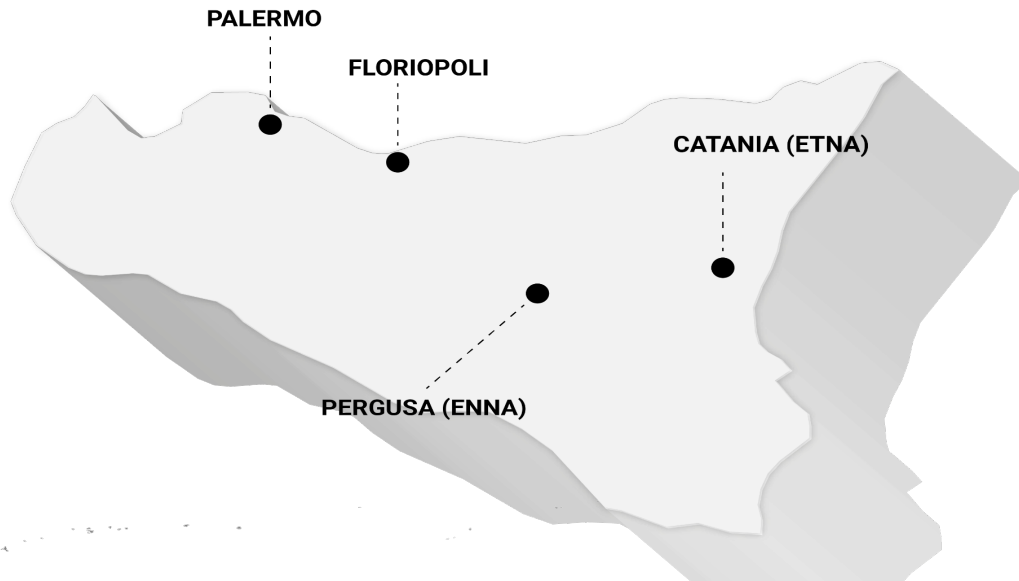 PALERMO
FLORIOPOLI
CATANIA (ETNA)
PERGUSA (ENNA)